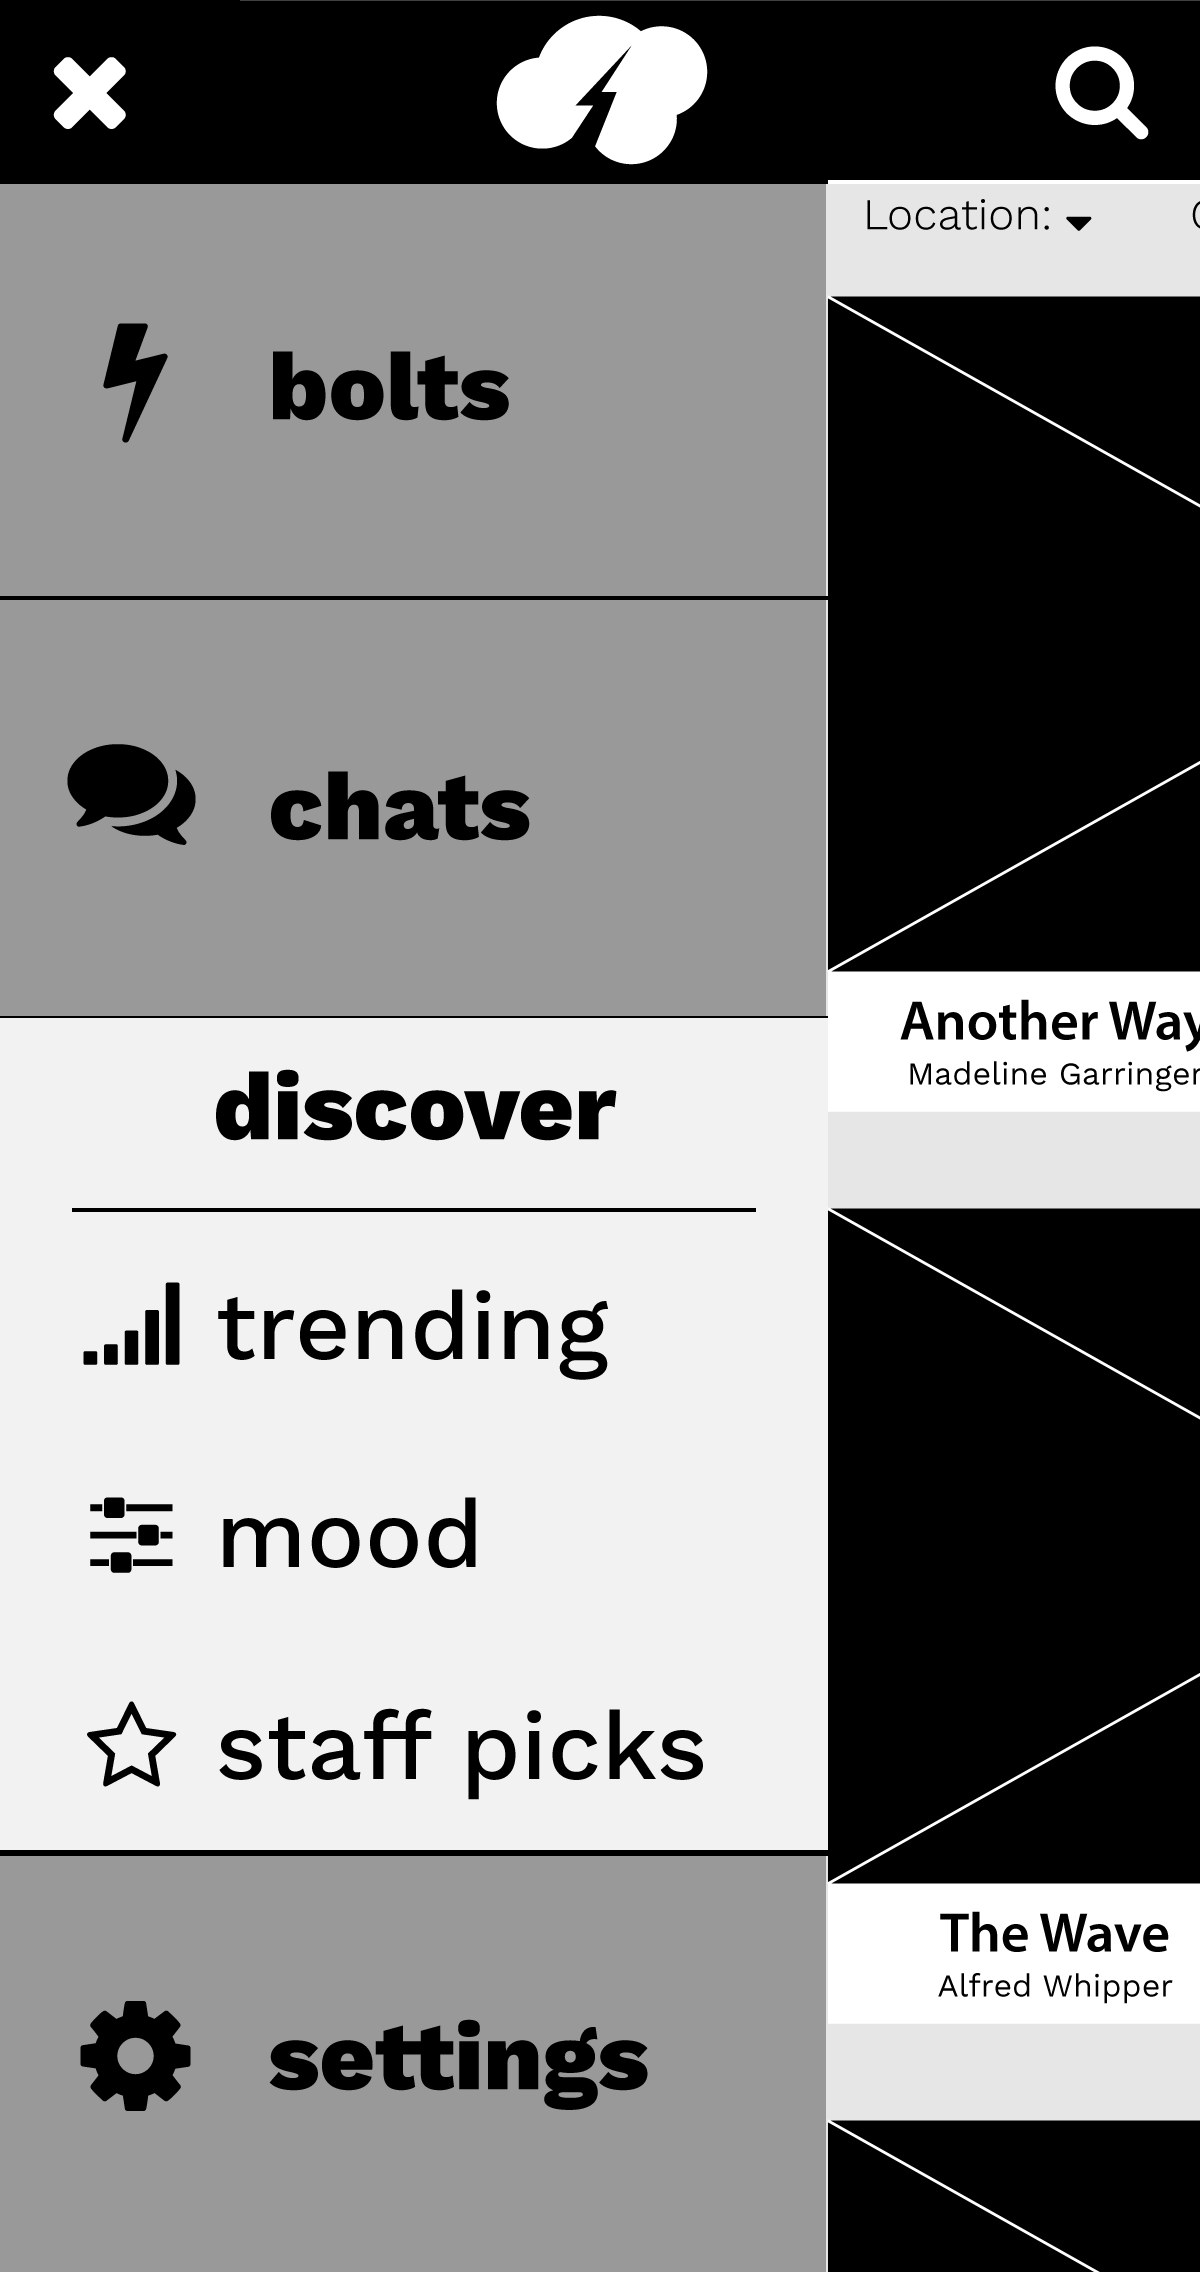 Location:
bolts
chats
Another Way
Madeline Garringer
discover
trending
mood
staff picks
The Wave
Alfred Whipper
settings